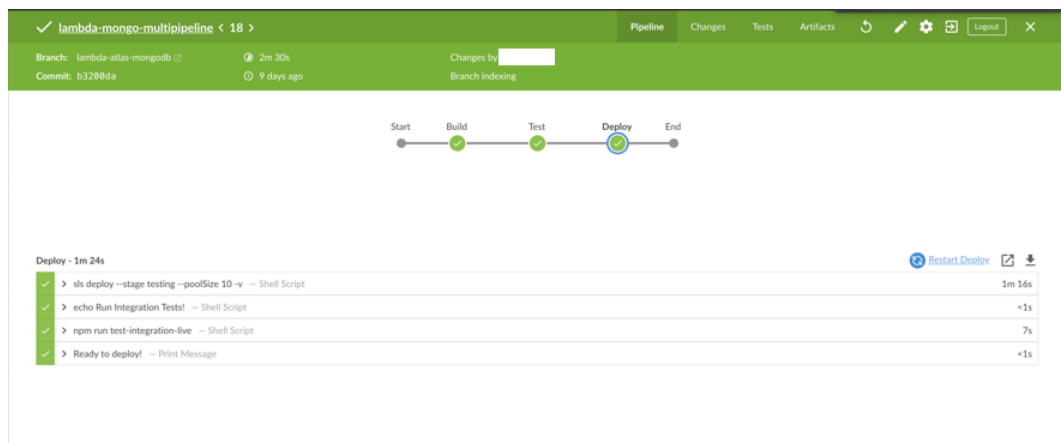 lambda-mongo-multipipeline < 18 >
Pipeline Changes Tests Artifacts Logout
Branch: lambda-atlas-mongodb 2m 30s Changes by
Commit: b3200da 9 days ago Branch indexing
Start Build Test Deploy End
Deploy - 1m 24s Restart Deploy
> sls deploy --stage testing --poolSize 10 -v — Shell Script 1m 16s
> echo Run Integration Tests! — Shell Script <1s
> npm run test-integration-live — Shell Script 7s
> Ready to deploy! — Print Message <1s